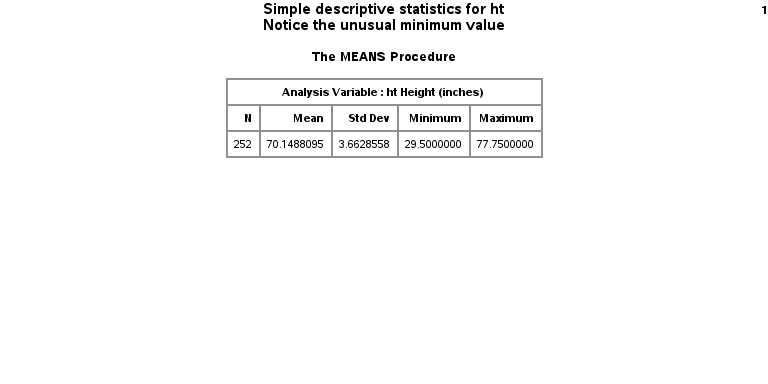 Simple descriptive statistics for ht 1
Notice the unusual minimum value
The MEANS Procedure
Analysis Variable : ht Height (inches)
N Mean Std Dev Minimum Maximum
252 70.1488095 3.6628558 29.5000000 77.7500000